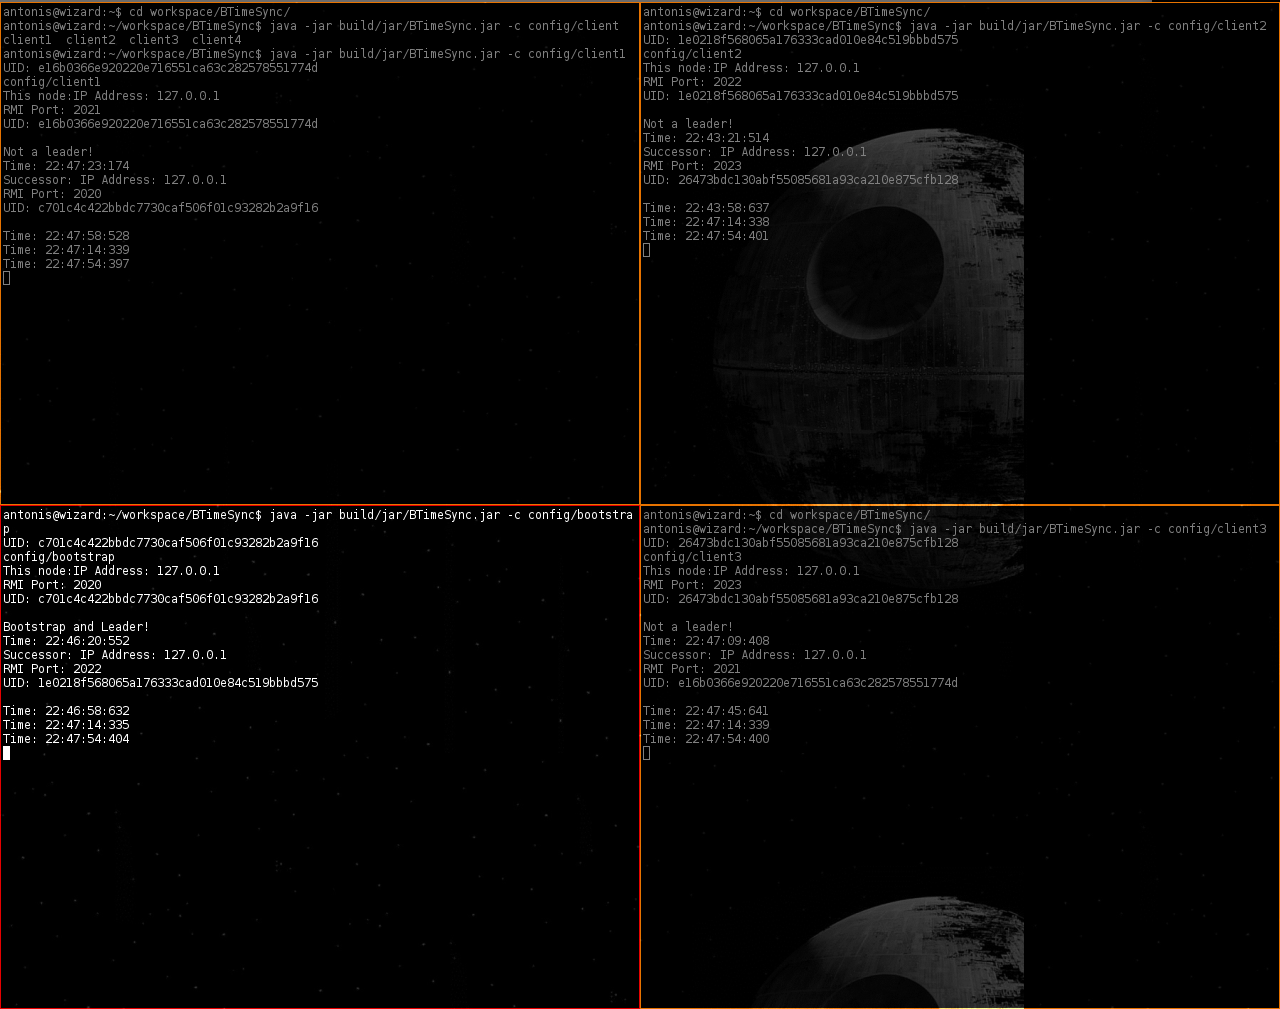 antonis@wizard:~$ cd workspace/BTimeSync/
antonis@wizard:~/workspace/BTimeSync$ java -jar build/jar/BTimeSync.jar -c config/client
client1  client2  client3  client4
antonis@wizard:~/workspace/BTimeSync$ java -jar build/jar/BTimeSync.jar -c config/client1
UID: e16b0366e920220e716551ca63c282578551774d
config/client1
This node:IP Address: 127.0.0.1
RMI Port: 2021
UID: e16b0366e920220e716551ca63c282578551774d
Not a leader!
Time: 22:47:23:174
Successor: IP Address: 127.0.0.1
RMI Port: 2020
UID: c701c4c422bbdc7730caf506f01c93282b2a9f16
Time: 22:47:58:528
Time: 22:47:14:339
Time: 22:47:54:397
antonis@wizard:~$ cd workspace/BTimeSync/
antonis@wizard:~/workspace/BTimeSync$ java -jar build/jar/BTimeSync.jar -c config/client2
UID: 1e0218f568065a176333cad010e84c519bbbd575
config/client2
This node:IP Address: 127.0.0.1
RMI Port: 2022
UID: 1e0218f568065a176333cad010e84c519bbbd575
Not a leader!
Time: 22:43:21:514
Successor: IP Address: 127.0.0.1
RMI Port: 2023
UID: 26473bdc130abf55085681a93ca210e875cfb128
Time: 22:43:58:637
Time: 22:47:14:338
Time: 22:47:54:401
antonis@wizard:~/workspace/BTimeSync$ java -jar build/jar/BTimeSync.jar -c config/bootstra
p
UID: c701c4c422bbdc7730caf506f01c93282b2a9f16
config/bootstrap
This node:IP Address: 127.0.0.1
RMI Port: 2020
UID: c701c4c422bbdc7730caf506f01c93282b2a9f16
Bootstrap and Leader!
Time: 22:46:20:552
Successor: IP Address: 127.0.0.1
RMI Port: 2022
UID: 1e0218f568065a176333cad010e84c519bbbd575
Time: 22:46:58:632
Time: 22:47:14:335
Time: 22:47:54:404
antonis@wizard:~$ cd workspace/BTimeSync/
antonis@wizard:~/workspace/BTimeSync$ java -jar build/jar/BTimeSync.jar -c config/client3
UID: 26473bdc130abf55085681a93ca210e875cfb128
config/client3
This node:IP Address: 127.0.0.1
RMI Port: 2023
UID: 26473bdc130abf55085681a93ca210e875cfb128
Not a leader!
Time: 22:47:09:408
Successor: IP Address: 127.0.0.1
RMI Port: 2021
UID: e16b0366e920220e716551ca63c282578551774d
Time: 22:47:45:641
Time: 22:47:14:339
Time: 22:47:54:400